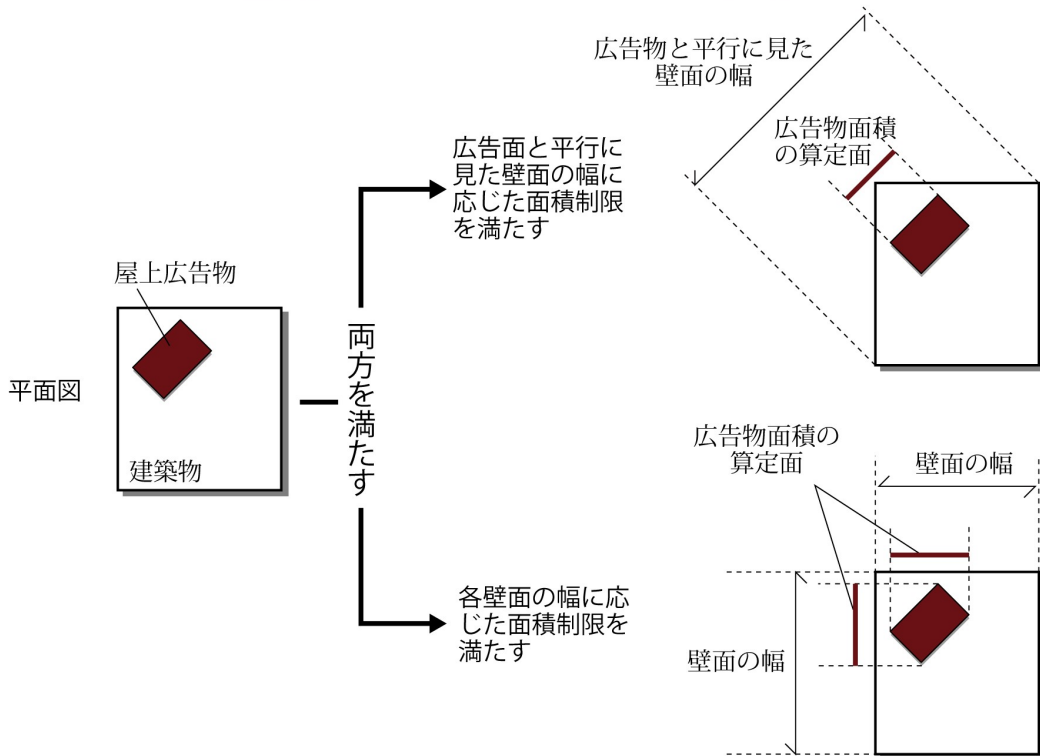 平面図
屋上広告物
建築物
両方を満たす
広告面と平行に
見た壁面の幅に
応じた面積制限
を満たす
広告物と平行に見た
壁面の幅
広告物面積
の算定面
各壁面の幅に応
じた面積制限を
満たす
広告物面積の
算定面
壁面の幅
壁面の幅